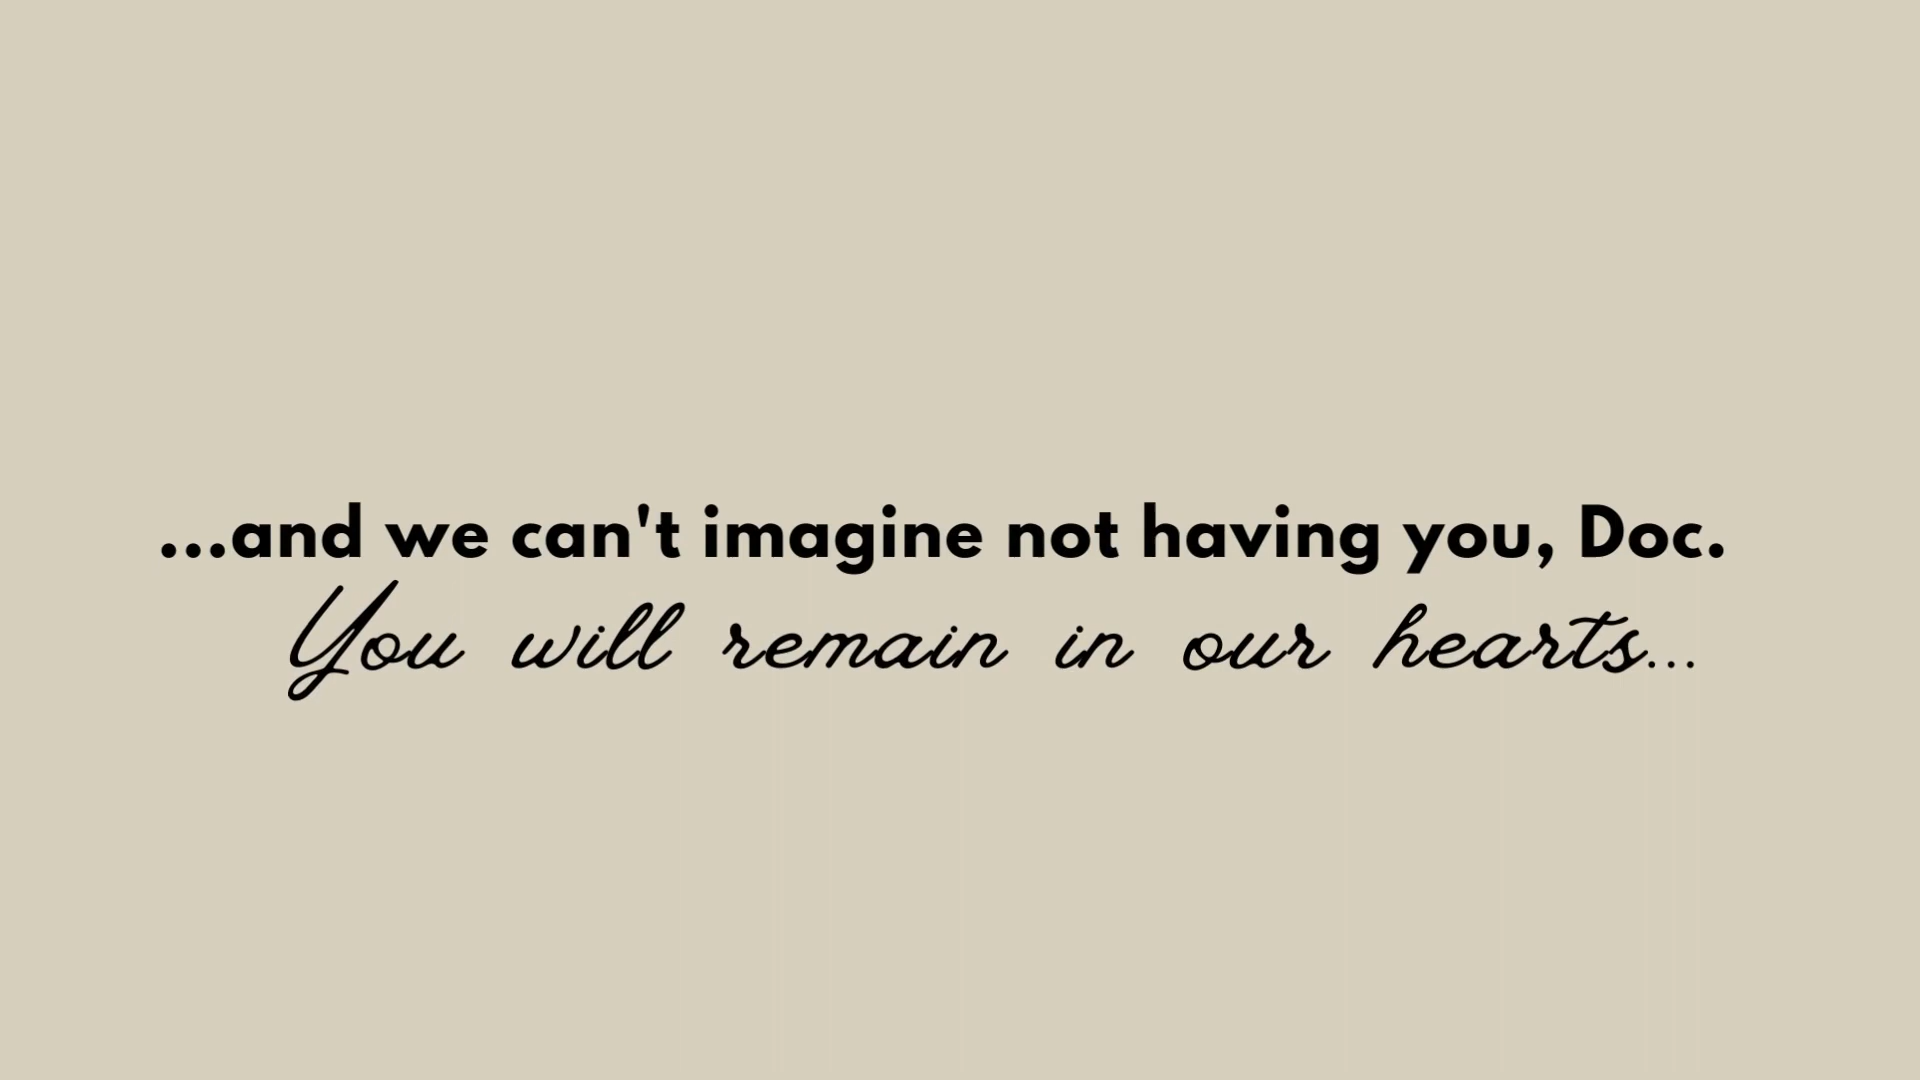 ...and we can't imagine not having you, Doc.
You will remain in our hearts...